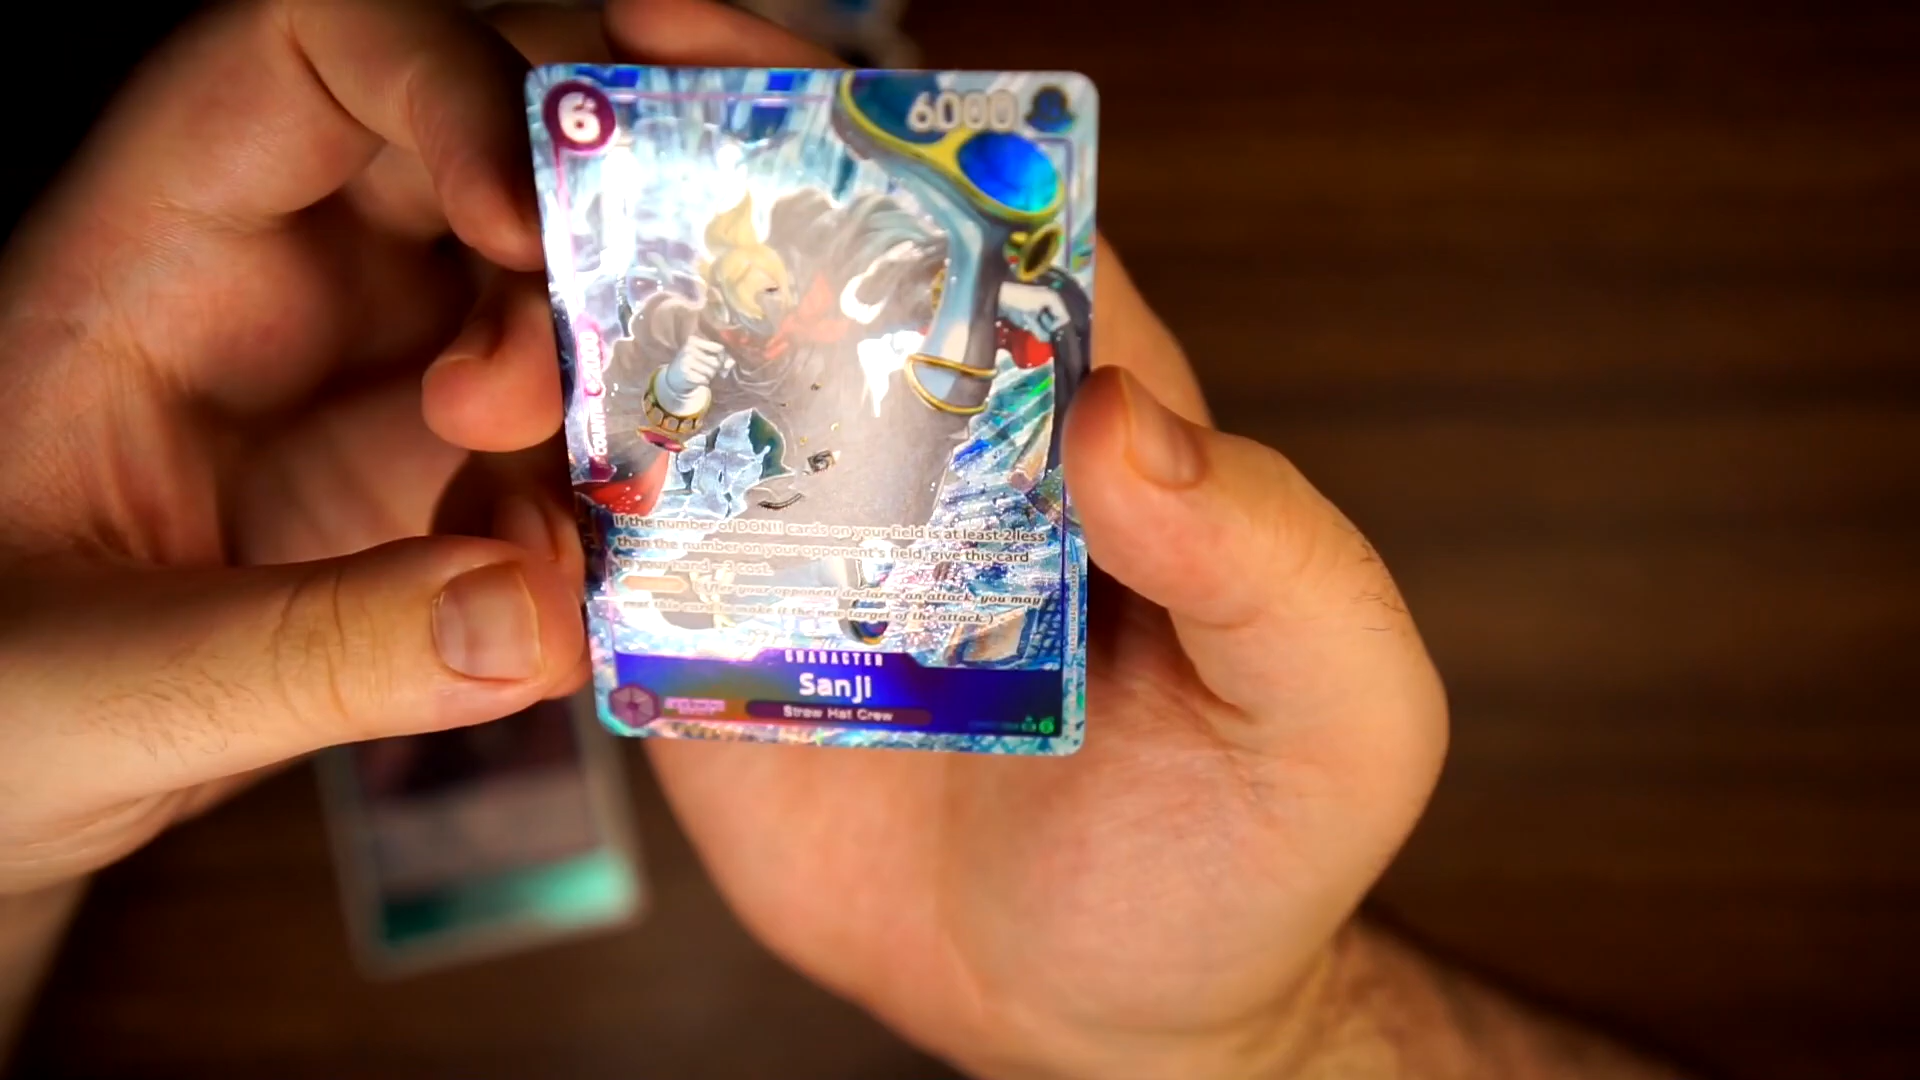 6
6000
COUNTER
If the number of DON!! cards on your field is at least 2 less
than the number on your opponent's field, give this card
in your hand −3 cost.
(After your opponent declares an attack, you may
rest this card to make it the new target of the attack.)
CHARACTER
Sanji
Straw Hat Crew